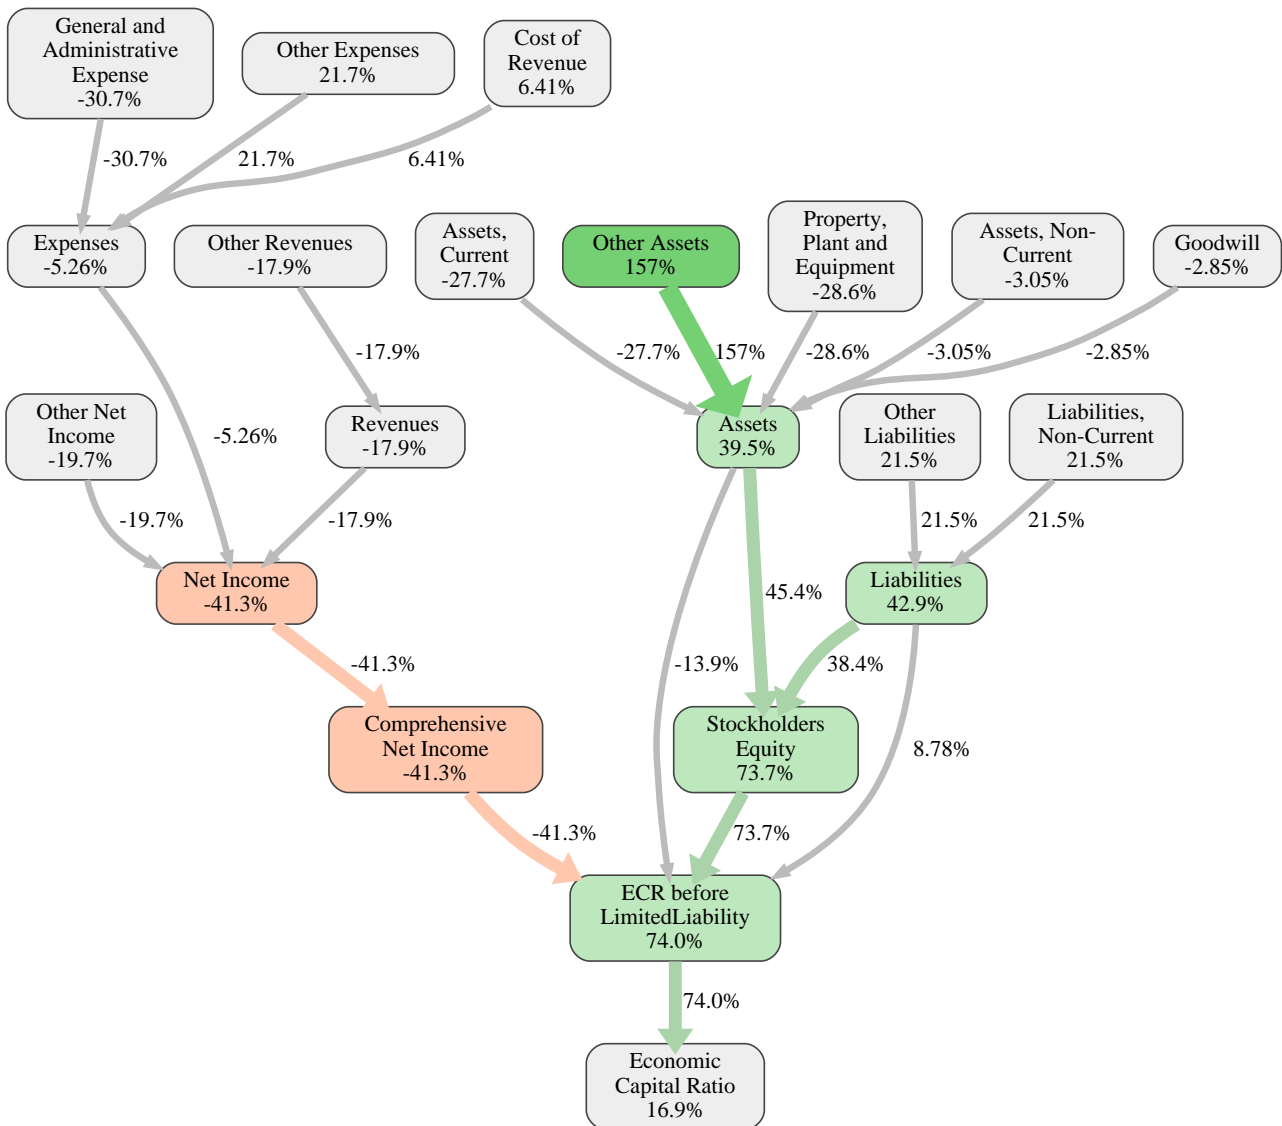 General and
Administrative
Expense
-30.7%
Other Expenses
21.7%
Cost of
Revenue
6.41%
-30.7%
21.7%
6.41%
Expenses
-5.26%
Other Revenues
-17.9%
Assets,
Current
-27.7%
Other Assets
157%
Property,
Plant and
Equipment
-28.6%
Assets, Non-
Current
-3.05%
Goodwill
-2.85%
-17.9%
-27.7%
157%
-28.6%
-3.05%
-2.85%
Other Net
Income
-19.7%
-5.26%
Revenues
-17.9%
Assets
39.5%
Other
Liabilities
21.5%
Liabilities,
Non-Current
21.5%
-19.7%
-17.9%
21.5%
21.5%
Net Income
-41.3%
45.4%
Liabilities
42.9%
-41.3%
-13.9%
38.4%
Comprehensive
Net Income
-41.3%
Stockholders
Equity
73.7%
8.78%
-41.3%
73.7%
ECR before
LimitedLiability
74.0%
74.0%
Economic
Capital Ratio
16.9%